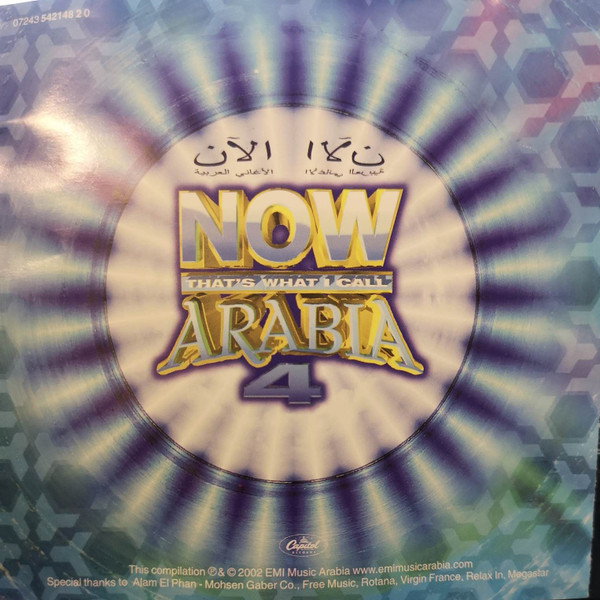 07243 542148 2 0
الآن
الأغاني العربية
NOW
THAT'S WHAT I CALL
ARABIA
4
Capitol
RECORDS
This compilation ℗& © 2002 EMI Music Arabia www.emimusicarabia.com
Special thanks to Alam El Phan - Mohsen Gaber Co., Free Music, Rotana, Virgin France, Relax In, Megastar